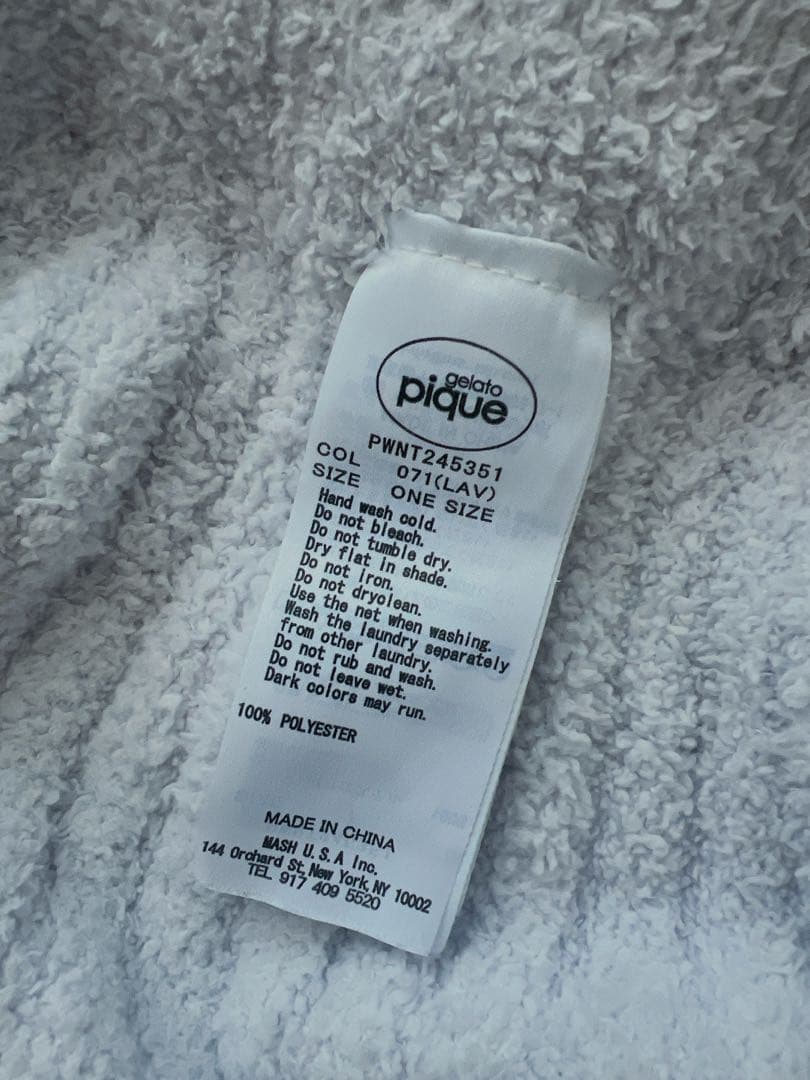 gelato
pique
PWNT245351
COL 071(LAV)
SIZE ONE SIZE
Hand wash cold.
Do not bleach.
Do not tumble dry.
Dry flat in shade.
Do not iron.
Do not dryclean.
Use the net when washing.
Wash the laundry separately
from other laundry.
Do not rub and wash.
Do not leave wet.
Dark colors may run.
100% POLYESTER
MADE IN CHINA
MASH U.S.A Inc.
144 Orchard St, New York, NY 10002
TEL 917 409 5520